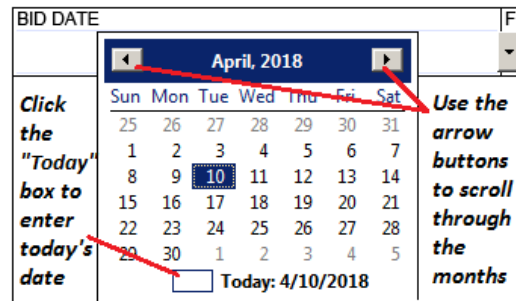 BID DATE
F
April, 2018
Sun Mon Tue Wed Thu Fri Sat
25 26 27 28 29 30 31
1 2 3 4 5 6 7
8 9 10 11 12 13 14
15 16 17 18 19 20 21
22 23 24 25 26 27 28
29 30 1 2 3 4 5
Today: 4/10/2018
Click
the
"Today"
box to
enter
today's
date
Use the
arrow
buttons
to scroll
through
the
months